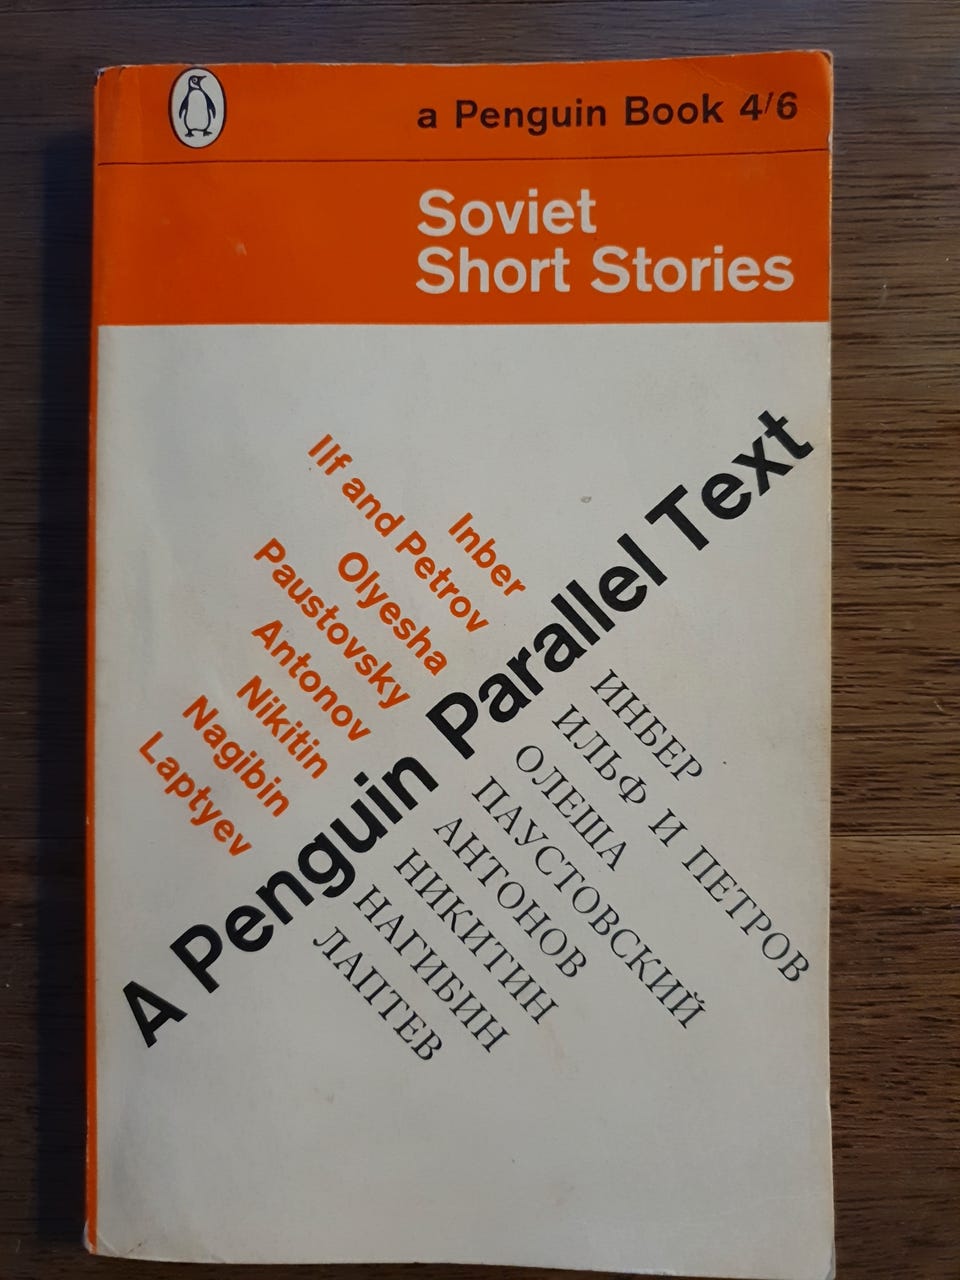 a Penguin Book 4/6
Soviet
Short Stories
Inber
Ilf and Petrov
Olyesha
Paustovsky
Antonov
Nikitin
Nagibin
Laptyev
A Penguin Parallel Text
ИНБЕР
ИЛЬФ И ПЕТРОВ
ОЛЕША
ПАУСТОВСКИЙ
АНТОНОВ
НИКИТИН
НАГИБИН
ЛАПТЕВ